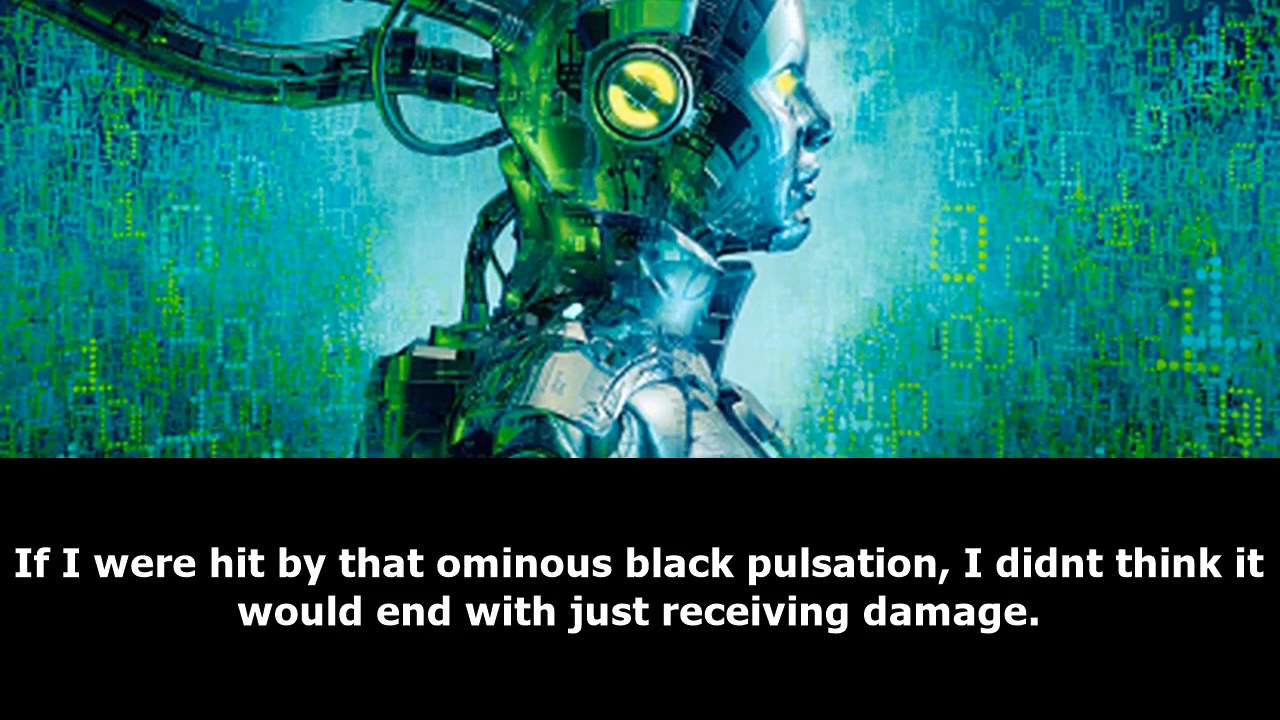 If I were hit by that ominous black pulsation, I didnt think it
would end with just receiving damage.